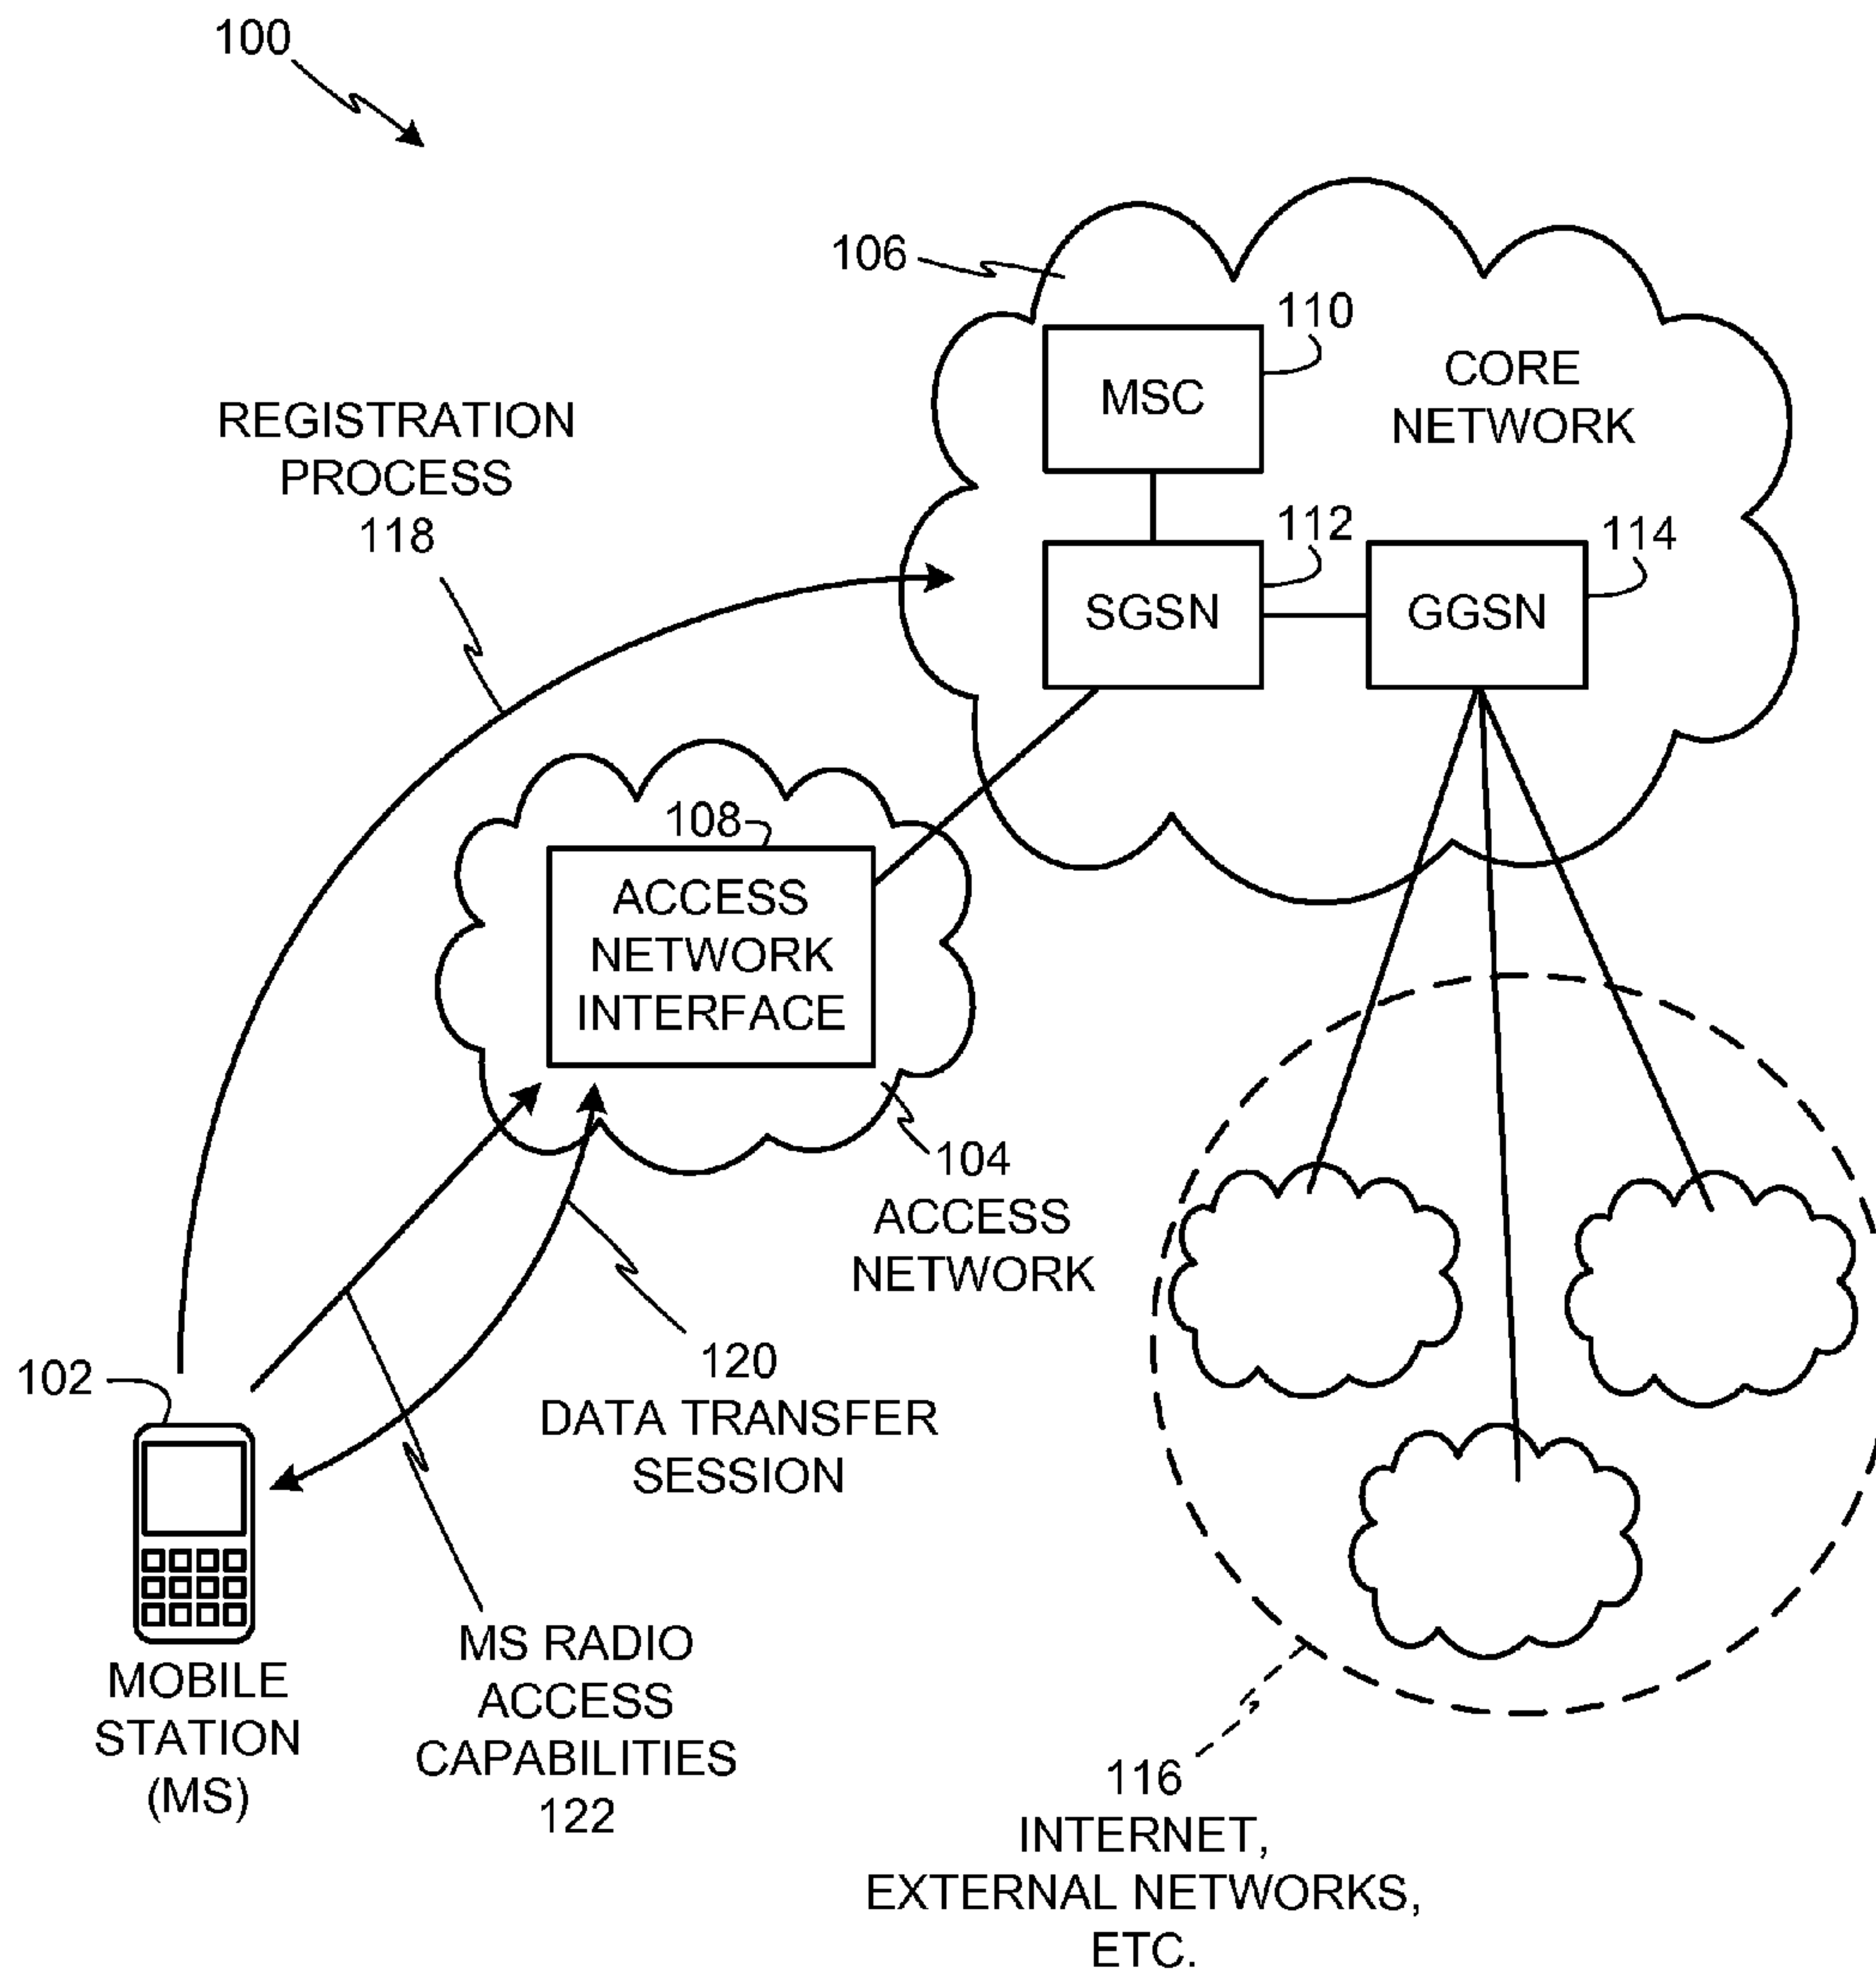 100
106
110
MSC
CORE
NETWORK
REGISTRATION
PROCESS
118
112
114
SGSN
GGSN
108
ACCESS
NETWORK
INTERFACE
104
ACCESS
NETWORK
102
120
DATA TRANSFER
SESSION
MOBILE
STATION
(MS)
MS RADIO
ACCESS
CAPABILITIES
122
116
INTERNET,
EXTERNAL NETWORKS,
ETC.